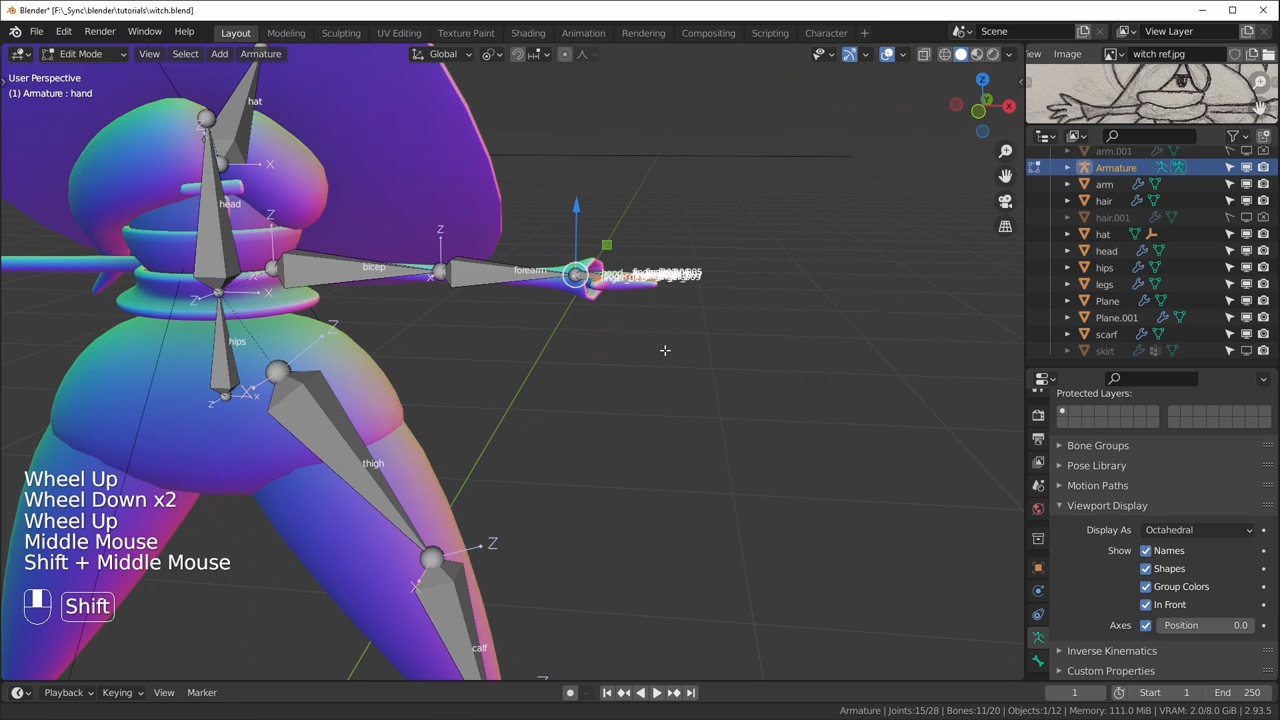 Blender* [F:\_Sync\blender\tutorials\witch.blend]
File Edit Render Window Help
Layout Modeling Sculpting UV Editing Texture Paint Shading Animation Rendering Compositing Scripting Character
Scene
View Layer
Edit Mode View Select Add Armature
Global
iew Image
witch ref.jpg
User Perspective
(1) Armature : hand
hat
X
head
Z
Z
bicep
forearm
hand
X
Z
X
hips
Z
X
thigh
Z
X
calf
Z
X
Y
arm.001
Armature
arm
hair
hair.001
hat
head
hips
legs
Plane
Plane.001
scarf
skirt
Protected Layers:
Bone Groups
Pose Library
Motion Paths
Viewport Display
Display As Octahedral
Show Names
Shapes
Group Colors
In Front
Axes Position 0.0
Inverse Kinematics
Custom Properties
Wheel Up
Wheel Down x2
Wheel Up
Middle Mouse
Shift + Middle Mouse
Shift
Playback Keying View Marker
1 Start 1 End 250
Armature | Joints:15/28 | Bones:11/20 | Objects:1/12 | Memory: 111.0 MiB | VRAM: 2.0/8.0 GiB | 2.93.5